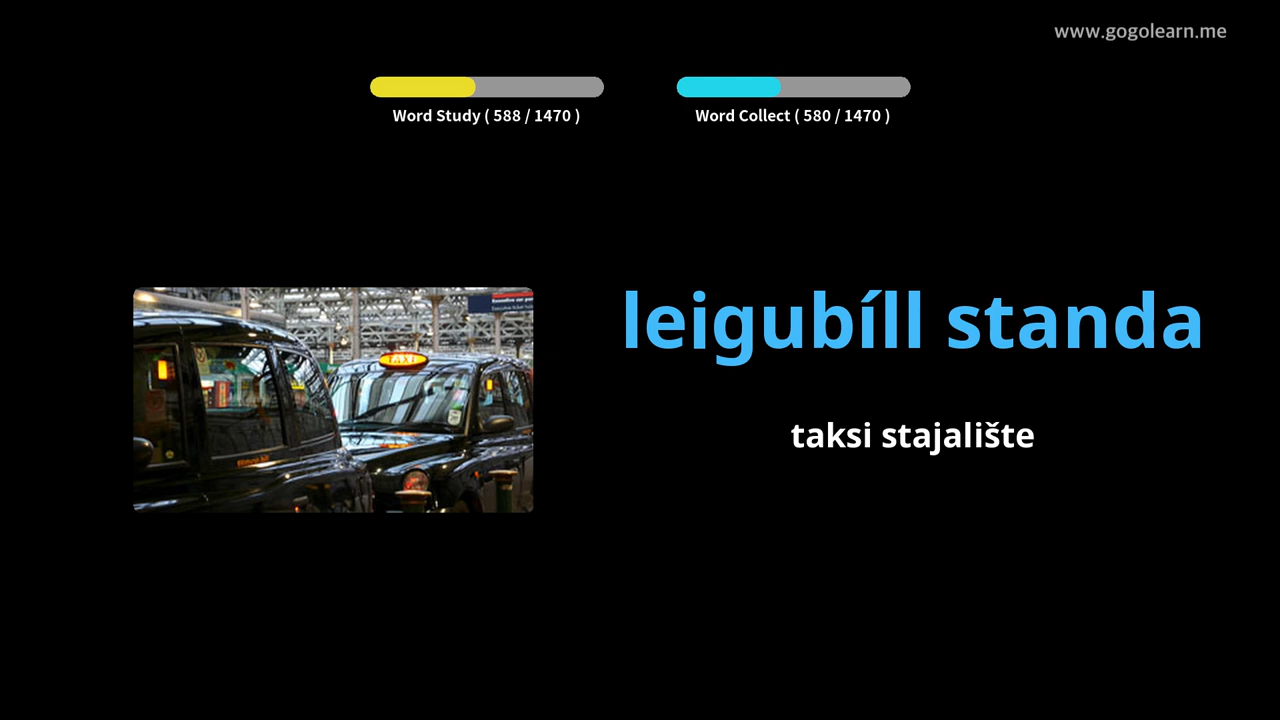 www.gogolearn.me
Word Study ( 588 / 1470 )
Word Collect ( 580 / 1470 )
TAXI
leigubíll standa
taksi stajalište